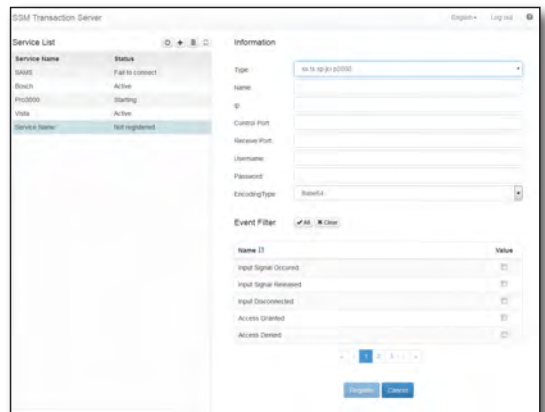 SSM Transaction Server
English
Log out
Service List
Service Name Status
SAMS Fail to connect
Bosch Active
Pro3000 Starting
Vista Active
Service Name Not registered
Information
Type
Name
IP
Control Port
Receive Port
Username
Password
EncodingType Base64
Event Filter All Clear
Name Value
Input Signal Occured
Input Signal Released
Input Disconnected
Access Granted
Access Denied
1 2 3
Register Cancel